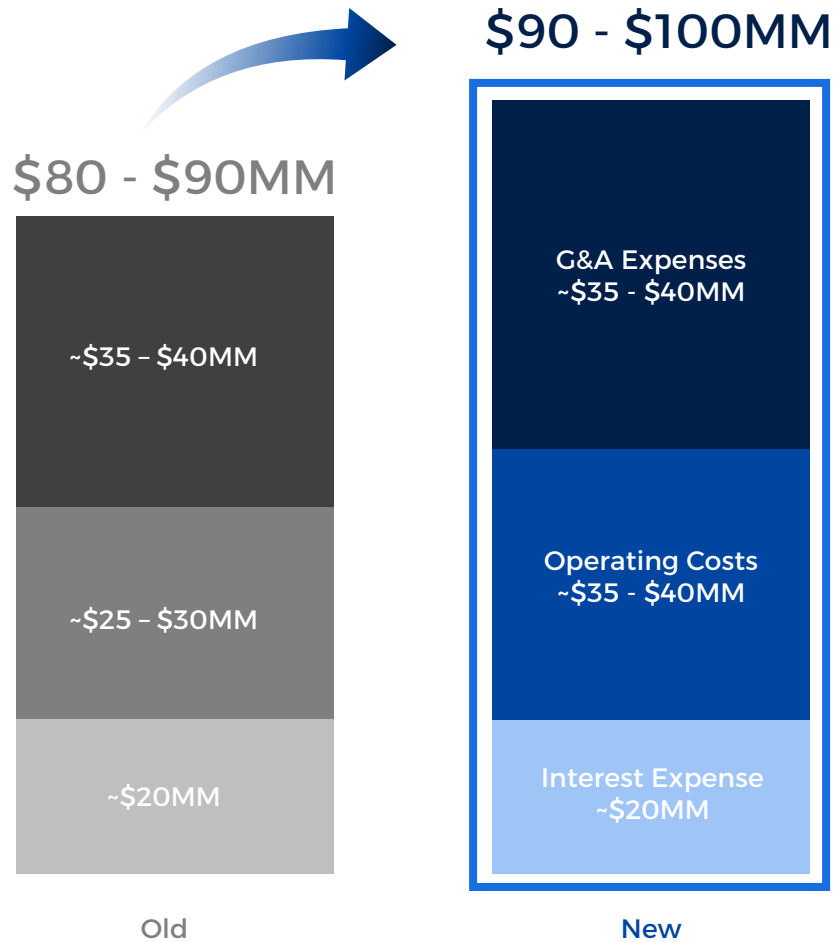 $90 - $100MM
$80 - $90MM
G&A Expenses
~$35 - $40MM
~$35 – $40MM
Operating Costs
~$35 - $40MM
~$25 – $30MM
Interest Expense
~$20MM
~$20MM
Old
New